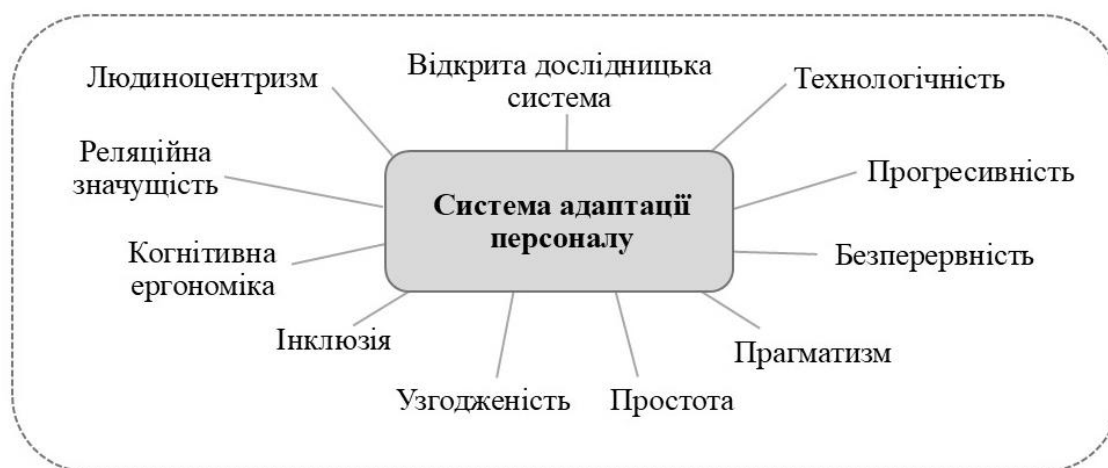 Людиноцентризм
Відкрита дослідницька
система
Технологічність
Реляційна
значущість
Система адаптації
персоналу
Прогресивність
Когнітивна
ергономіка
Безперервність
Інклюзія
Прагматизм
Узгодженість
Простота